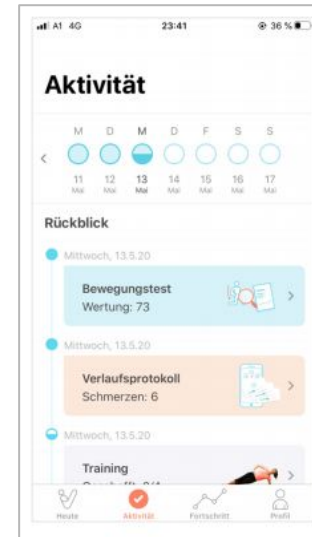 A1 4G 23:41 36 %
Aktivität
M D M D F S S
11 12 13 14 15 16 17
Mai Mai Mai Mai Mai Mai Mai
Rückblick
Mittwoch, 13.5.20
Bewegungstest
Wertung: 73
Mittwoch, 13.5.20
Verlaufsprotokoll
Schmerzen: 6
Mittwoch, 13.5.20
Training
Heute Aktivität Fortschritt Profil